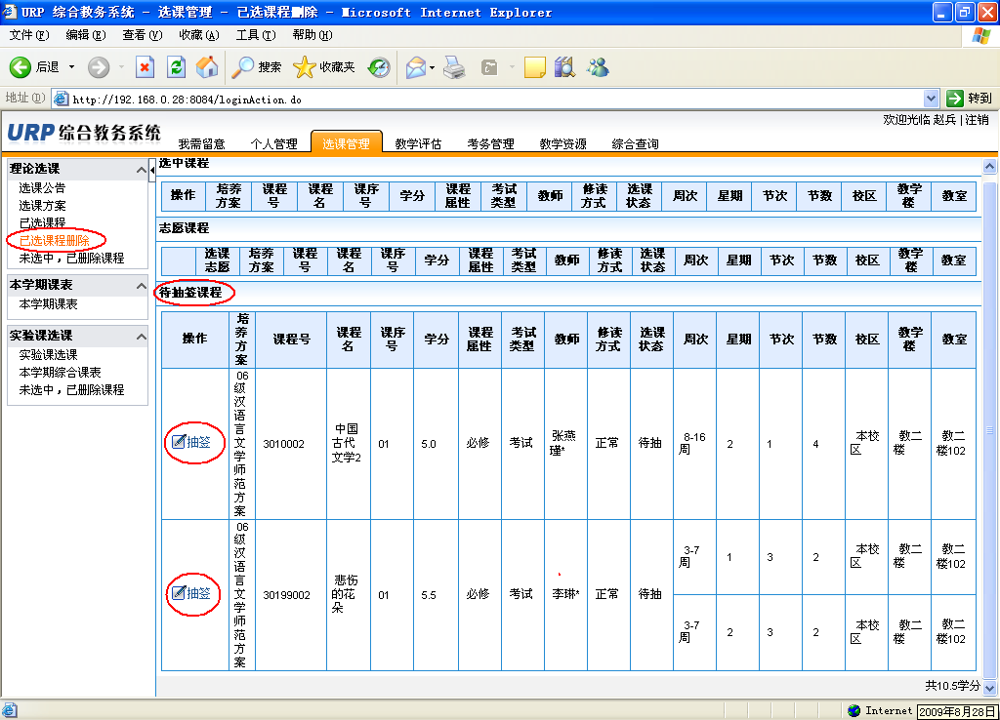 URP 综合教务系统 - 选课管理 - 已选课程删除 - Microsoft Internet Explorer
文件(F) 编辑(E) 查看(V) 收藏(A) 工具(T) 帮助(H)
后退 搜索 收藏夹
地址(D) http://192.168.0.28:8084/loginAction.do 转到
欢迎光临 赵兵 | 注销
URP 综合教务系统 我需留意 个人管理 选课管理 教学评估 考务管理 教学资源 综合查询
理论选课
选课公告
选课方案
已选课程
已选课程删除
未选中，已删除课程
本学期课表
本学期课表
实验课选课
实验课选课
本学期综合课表
未选中，已删除课程
选中课程
操作 培养方案 课程号 课程名 课序号 学分 课程属性 考试类型 教师 修读方式 选课状态 周次 星期 节次 节数 校区 教学楼 教室
志愿课程
选课志愿 培养方案 课程号 课程名 课序号 学分 课程属性 考试类型 教师 修读方式 选课状态 周次 星期 节次 节数 校区 教学楼 教室
待抽签课程
操作 培养方案 课程号 课程名 课序号 学分 课程属性 考试类型 教师 修读方式 选课状态 周次 星期 节次 节数 校区 教学楼 教室
抽签 06级汉语言文学师范方案 3010002 中国古代文学2 01 5.0 必修 考试 张燕瑾* 正常 待抽 8-16周 2 1 4 本校区 教二楼 教二楼102
抽签 06级汉语言文学师范方案 30199002 悲伤的花朵 01 5.5 必修 考试 李琳* 正常 待抽 3-7周 1 3 2 本校区 教二楼 教二楼102
3-7周 2 3 2 本校区 教二楼 教二楼102
共10.5学分
Internet 2009年8月28日